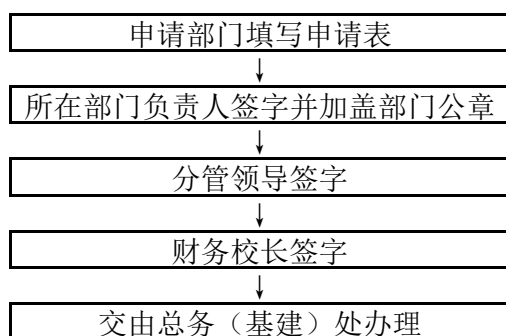 申请部门填写申请表
所在部门负责人签字并加盖部门公章
分管领导签字
财务校长签字
交由总务（基建）处办理